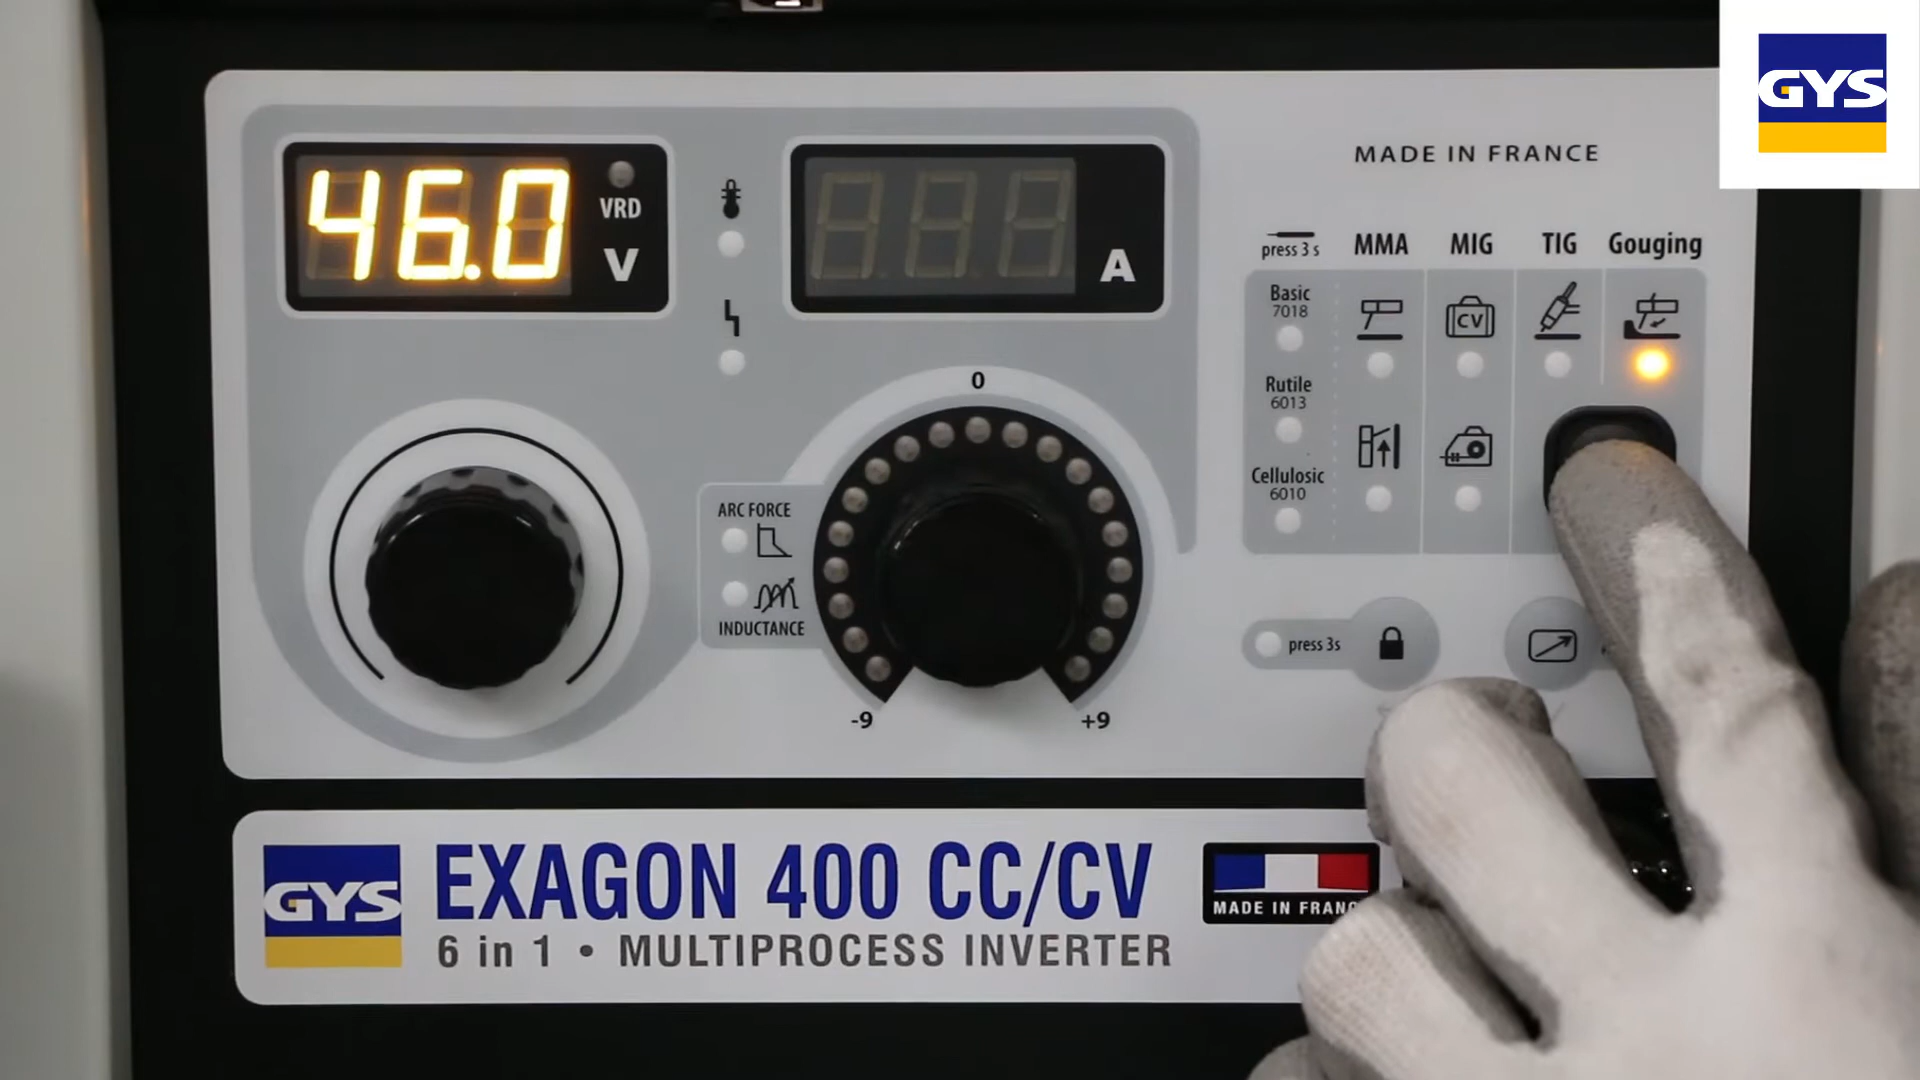 GYS
MADE IN FRANCE
46.0
VRD
V
A
press 3 s
MMA
MIG
TIG
Gouging
Basic
7018
CV
Rutile
6013
Cellulosic
6010
0
ARC FORCE
INDUCTANCE
-9
+9
press 3s
GYS
EXAGON 400 CC/CV
6 in 1 • MULTIPROCESS INVERTER
MADE IN FRANC